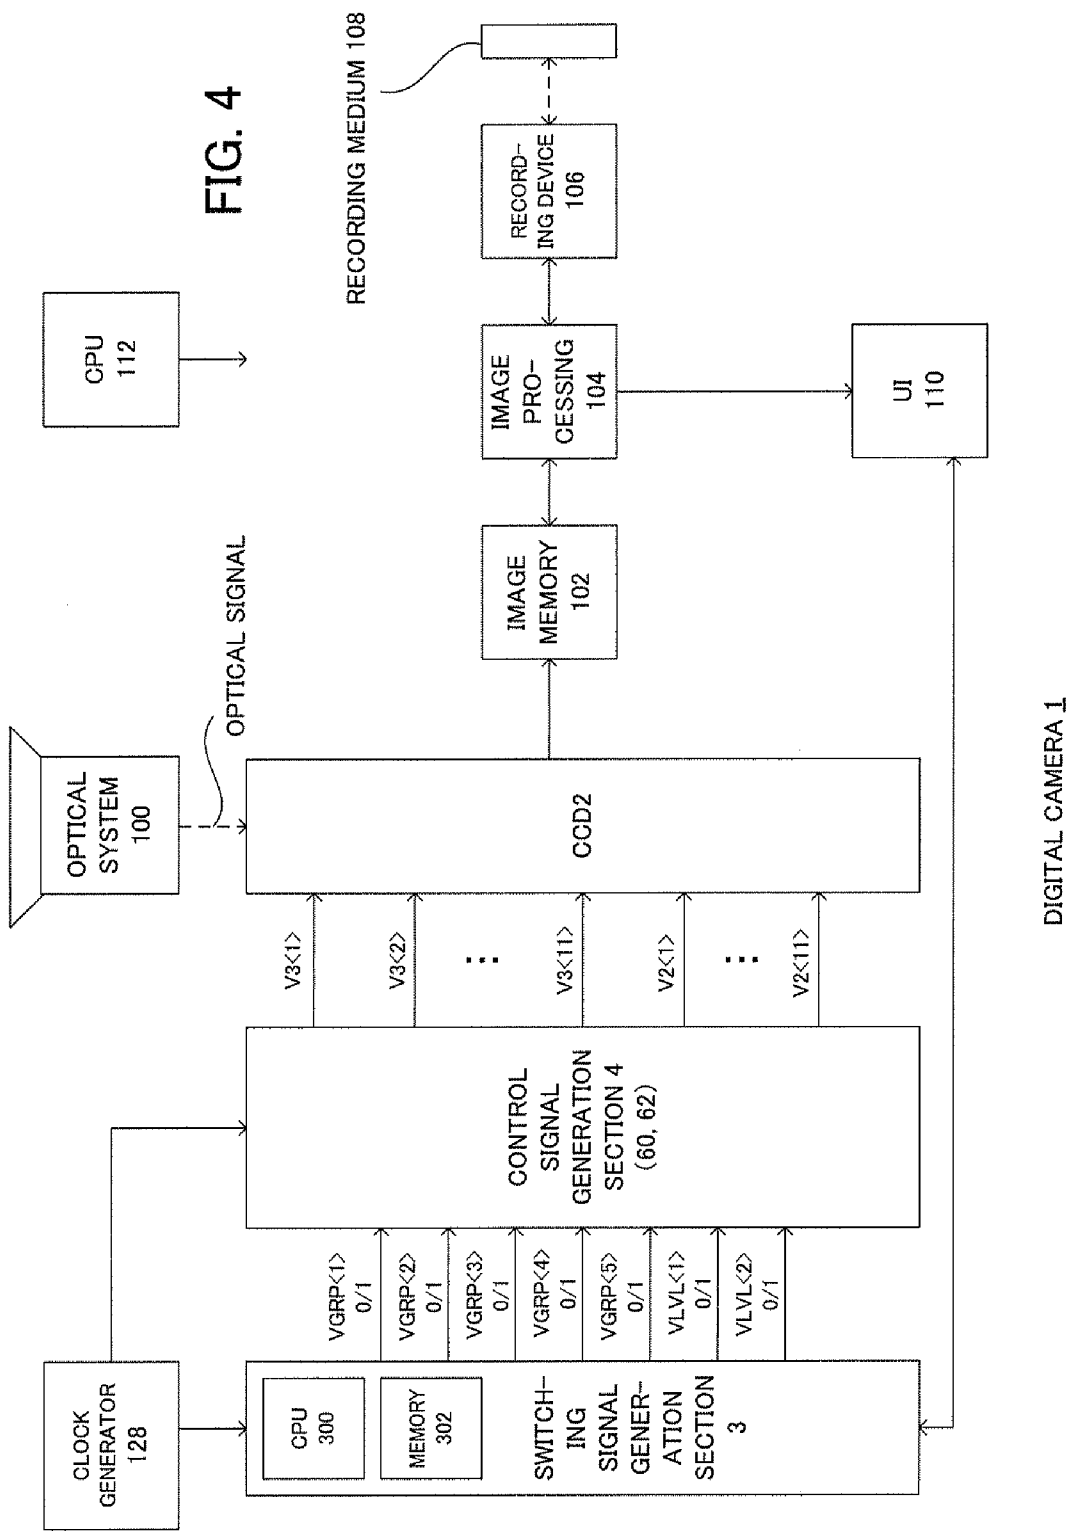 FIG. 4
CLOCK
GENERATOR
128
OPTICAL
SYSTEM
100
OPTICAL SIGNAL
CPU
112
RECORDING MEDIUM 108
CPU
300
MEMORY
302
SWITCH-
ING
SIGNAL
GENER-
ATION
SECTION
3
VGRP<1>
0/1
VGRP<2>
0/1
VGRP<3>
0/1
VGRP<4>
0/1
VGRP<5>
0/1
VLVL<1>
0/1
VLVL<2>
0/1
CONTROL
SIGNAL
GENERATION
SECTION 4
(60, 62)
V3<1>
V3<2>
...
V3<11>
V2<1>
...
V2<11>
CCD2
IMAGE
MEMORY
102
IMAGE
PRO-
CESSING
104
RECORD-
ING DEVICE
106
UI
110
DIGITAL CAMERA 1